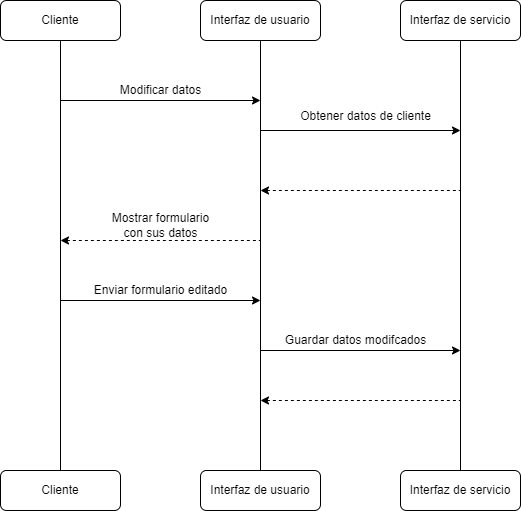 Cliente
Interfaz de usuario
Interfaz de servicio
Modificar datos
Obtener datos de cliente
Mostrar formulario
con sus datos
Enviar formulario editado
Guardar datos modifcados
Cliente
Interfaz de usuario
Interfaz de servicio